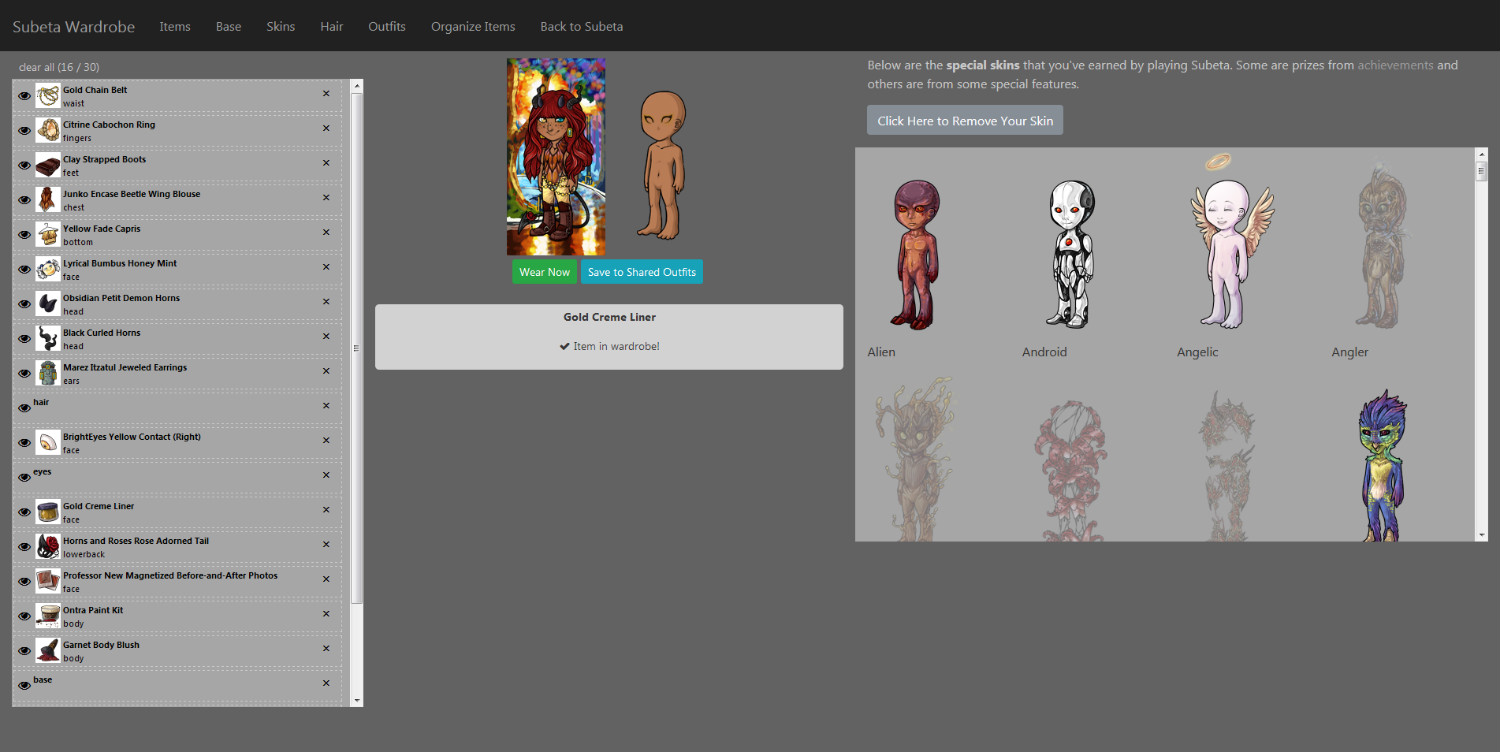 Subeta Wardrobe Items Base Skins Hair Outfits Organize Items Back to Subeta
clear all (16 / 30)
Gold Chain Belt
waist
Citrine Cabochon Ring
fingers
Clay Strapped Boots
feet
Junko Encase Beetle Wing Blouse
chest
Yellow Fade Capris
bottom
Lyrical Bumbus Honey Mint
face
Obsidian Petit Demon Horns
head
Black Curled Horns
head
Marez Itzatul Jeweled Earrings
ears
hair
BrightEyes Yellow Contact (Right)
face
eyes
Gold Creme Liner
face
Horns and Roses Rose Adorned Tail
lowerback
Professor New Magnetized Before-and-After Photos
face
Ontra Paint Kit
body
Garnet Body Blush
body
base
Wear Now Save to Shared Outfits
Gold Creme Liner
Item in wardrobe!
Below are the special skins that you've earned by playing Subeta. Some are prizes from achievements and
others are from some special features.
Click Here to Remove Your Skin
Alien Android Angelic Angler